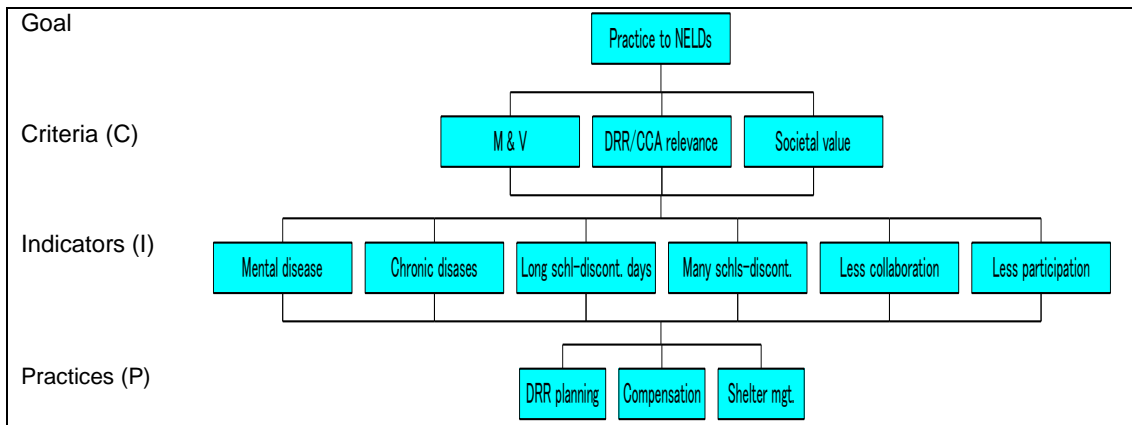 Goal
Practice to NELDs
Criteria (C)
M & V
DRR/CCA relevance
Societal value
Indicators (I)
Mental disease
Chronic disases
Long schl-discont. days
Many schls-discont.
Less collaboration
Less participation
Practices (P)
DRR planning
Compensation
Shelter mgt.